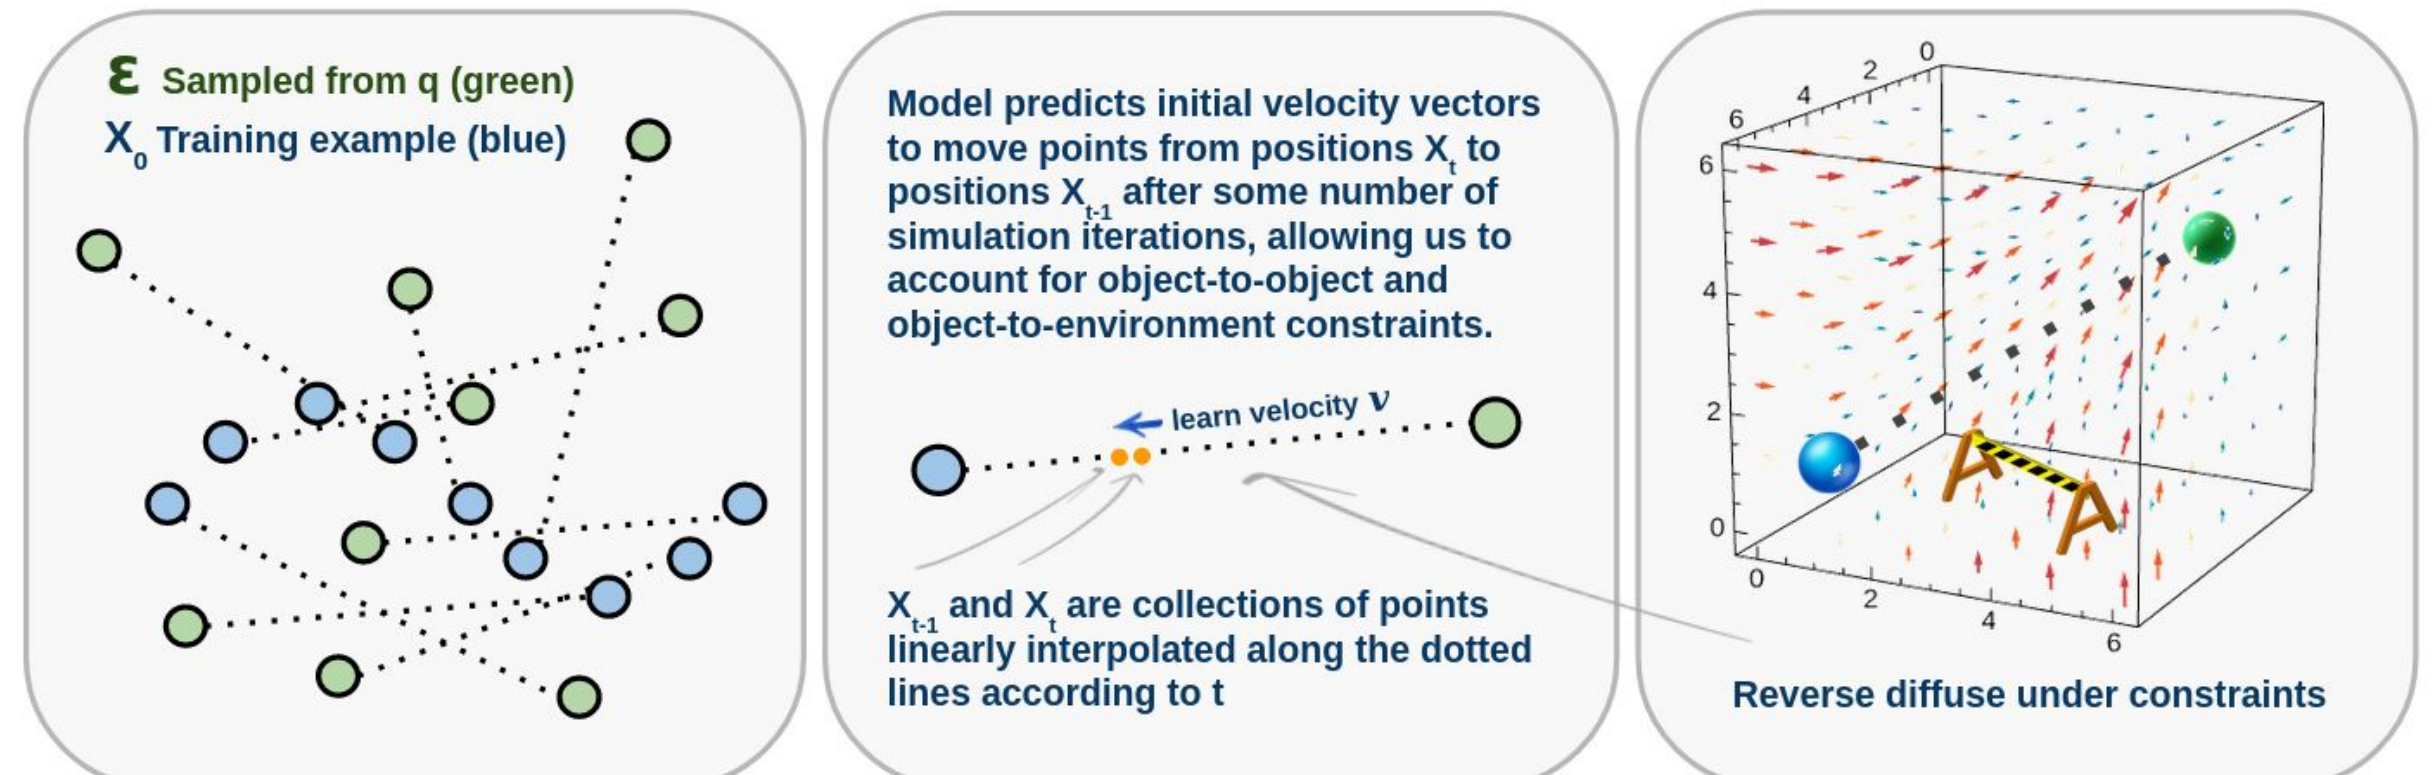 ε Sampled from q (green)
X0 Training example (blue)
Model predicts initial velocity vectors
to move points from positions Xt to
positions Xt-1 after some number of
simulation iterations, allowing us to
account for object-to-object and
object-to-environment constraints.
learn velocity v
Xt-1 and Xt are collections of points
linearly interpolated along the dotted
lines according to t
0
2
4
6
6
4
2
0
0
2
4
6
Reverse diffuse under constraints